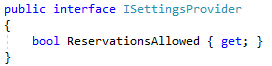 public interface ISettingsProvider
{
    bool ReservationsAllowed { get; }
}